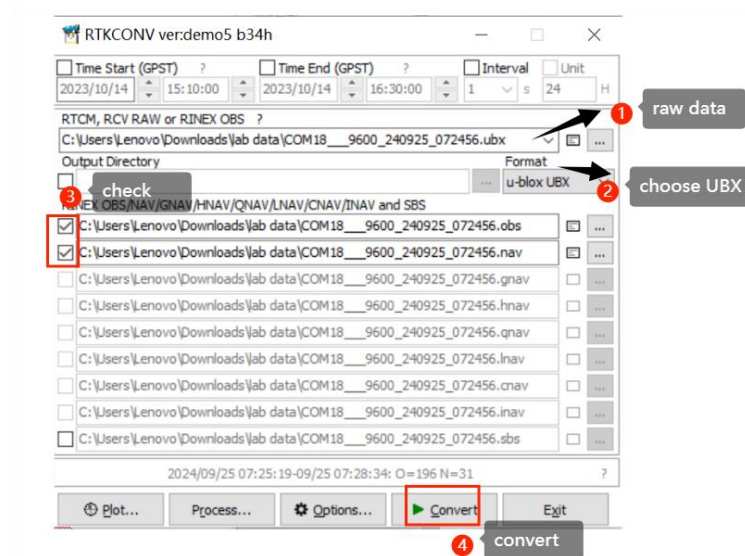 RTKCONV ver:demo5 b34h
Time Start (GPST) ? Time End (GPST) ? Interval Unit
2023/10/14 15:10:00 2023/10/14 16:30:00 1 s 24 H
1 raw data
RTCM, RCV RAW or RINEX OBS ?
C:\Users\Lenovo\Downloads\lab data\COM18___9600_240925_072456.ubx ...
Output Directory Format
... u-blox UBX
2 choose UBX
3 check
RINEX OBS/NAV/GNAV/HNAV/QNAV/LNAV/CNAV/INAV and SBS
C:\Users\Lenovo\Downloads\lab data\COM18___9600_240925_072456.obs ...
C:\Users\Lenovo\Downloads\lab data\COM18___9600_240925_072456.nav ...
C:\Users\Lenovo\Downloads\lab data\COM18___9600_240925_072456.gnav ...
C:\Users\Lenovo\Downloads\lab data\COM18___9600_240925_072456.hnav ...
C:\Users\Lenovo\Downloads\lab data\COM18___9600_240925_072456.qnav ...
C:\Users\Lenovo\Downloads\lab data\COM18___9600_240925_072456.lnav ...
C:\Users\Lenovo\Downloads\lab data\COM18___9600_240925_072456.cnav ...
C:\Users\Lenovo\Downloads\lab data\COM18___9600_240925_072456.inav ...
C:\Users\Lenovo\Downloads\lab data\COM18___9600_240925_072456.sbs ...
2024/09/25 07:25:19-09/25 07:28:34: O=196 N=31 ?
Plot... Process... Options... Convert Exit
4 convert